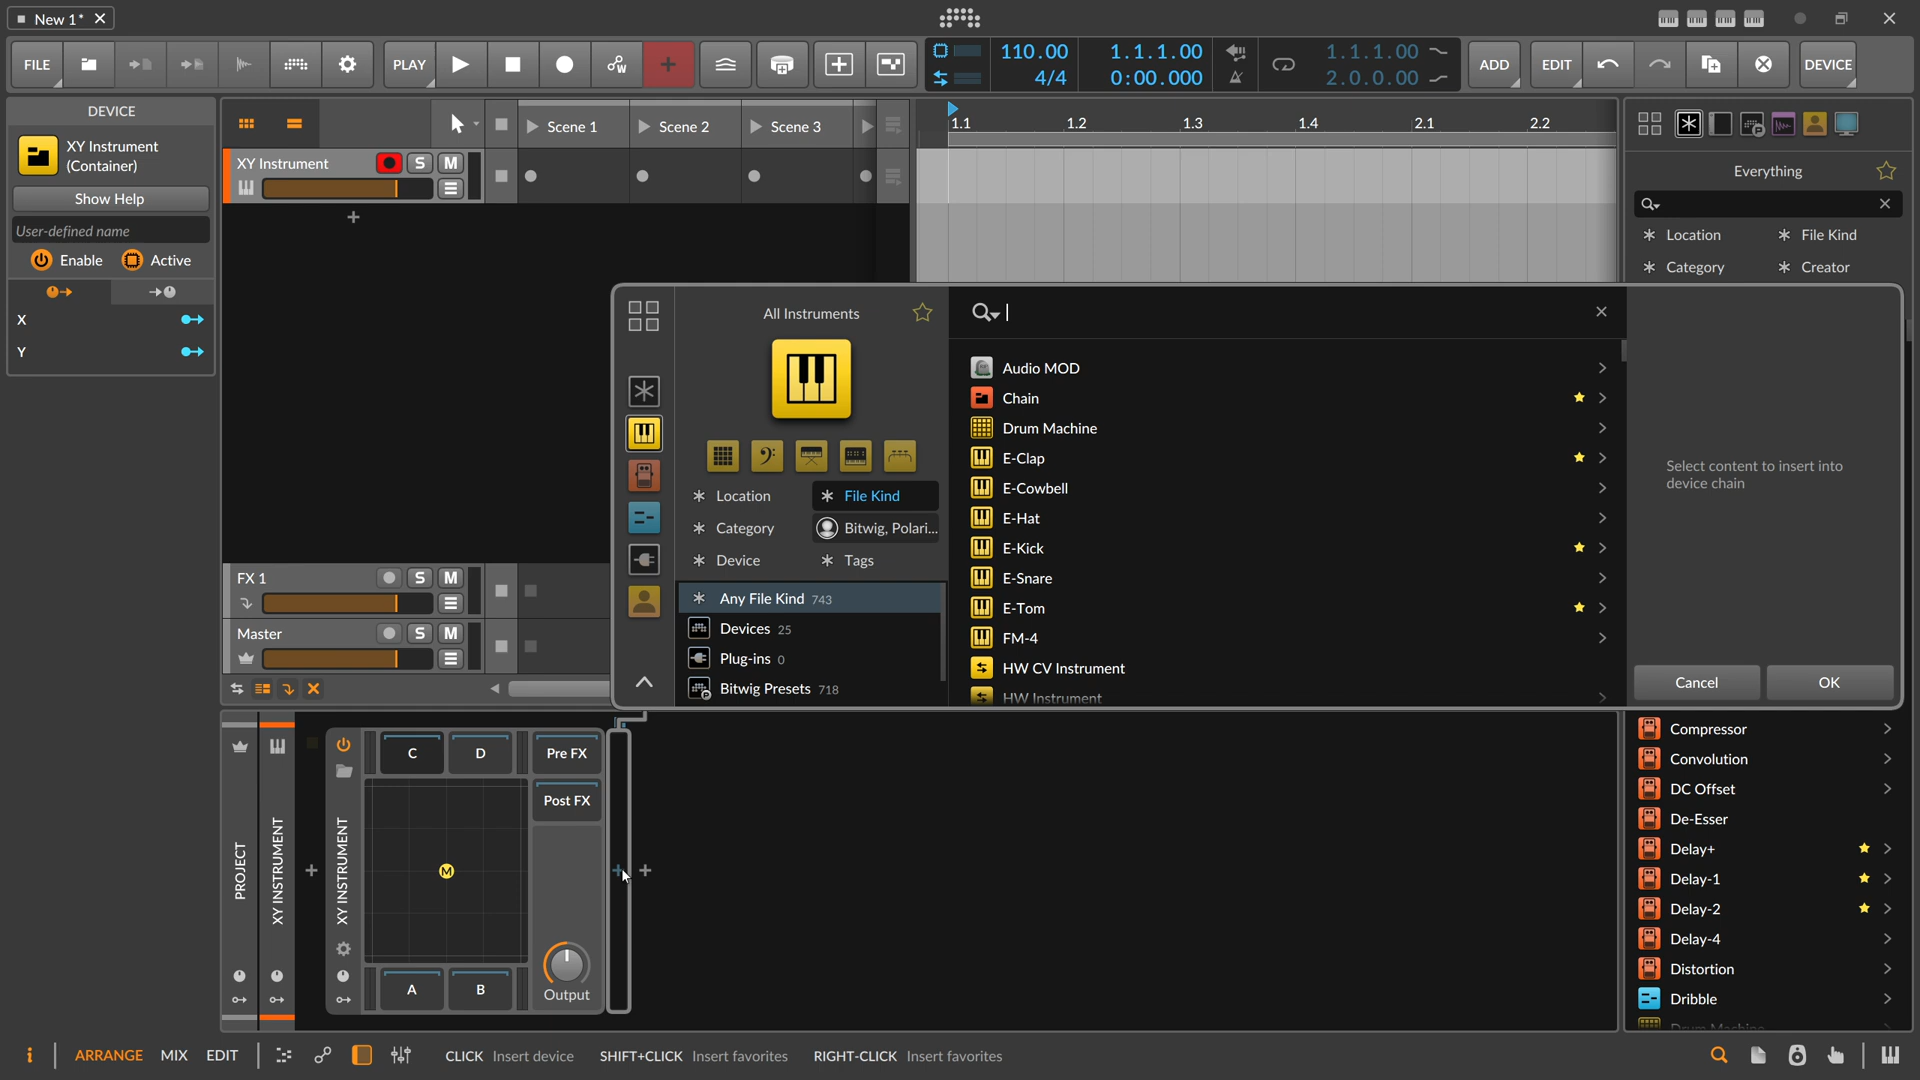 New 1*
FILE
PLAY
W
110.00
4/4
1.1.1.00
0:00.000
1.1.1.00
2.0.0.00
ADD
EDIT
DEVICE
DEVICE
XY Instrument
(Container)
Show Help
User-defined name
Enable
Active
X
Y
Scene 1
Scene 2
Scene 3
XY Instrument
S
M
1.1
1.2
1.3
1.4
2.1
2.2
Everything
Location
File Kind
Category
Creator
All Instruments
Location
File Kind
Category
Bitwig, Polari...
Device
Tags
Any File Kind 743
Devices 25
Plug-ins 0
Bitwig Presets 718
Audio MOD
Chain
Drum Machine
E-Clap
E-Cowbell
E-Hat
E-Kick
E-Snare
E-Tom
FM-4
HW CV Instrument
HW Instrument
Select content to insert into
device chain
Cancel
OK
FX 1
S
M
Master
S
M
PROJECT
XY INSTRUMENT
XY INSTRUMENT
C
D
Pre FX
Post FX
M
A
B
Output
Compressor
Convolution
DC Offset
De-Esser
Delay+
Delay-1
Delay-2
Delay-4
Distortion
Dribble
Drum Machine
i
ARRANGE
MIX
EDIT
CLICK Insert device
SHIFT+CLICK Insert favorites
RIGHT-CLICK Insert favorites